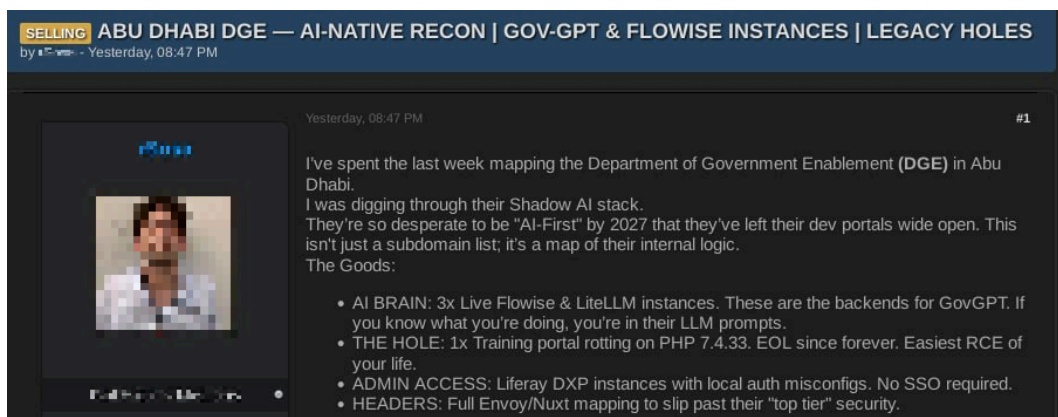 SELLING ABU DHABI DGE — AI-NATIVE RECON | GOV-GPT & FLOWISE INSTANCES | LEGACY HOLES
by - Yesterday, 08:47 PM
Yesterday, 08:47 PM
#1
I've spent the last week mapping the Department of Government Enablement (DGE) in Abu
Dhabi.
I was digging through their Shadow AI stack.
They're so desperate to be "AI-First" by 2027 that they've left their dev portals wide open. This
isn't just a subdomain list; it's a map of their internal logic.
The Goods:
• AI BRAIN: 3x Live Flowise & LiteLLM instances. These are the backends for GovGPT. If
you know what you're doing, you're in their LLM prompts.
• THE HOLE: 1x Training portal rotting on PHP 7.4.33. EOL since forever. Easiest RCE of
your life.
• ADMIN ACCESS: Liferay DXP instances with local auth misconfigs. No SSO required.
• HEADERS: Full Envoy/Nuxt mapping to slip past their "top tier" security.